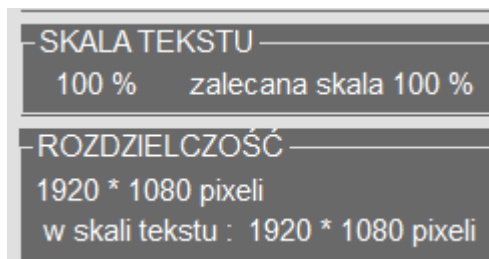 SKALA TEKSTU
100 % zalecana skala 100 %
ROZDZIELCZOŚĆ
1920 * 1080 pixeli
w skali tekstu : 1920 * 1080 pixeli